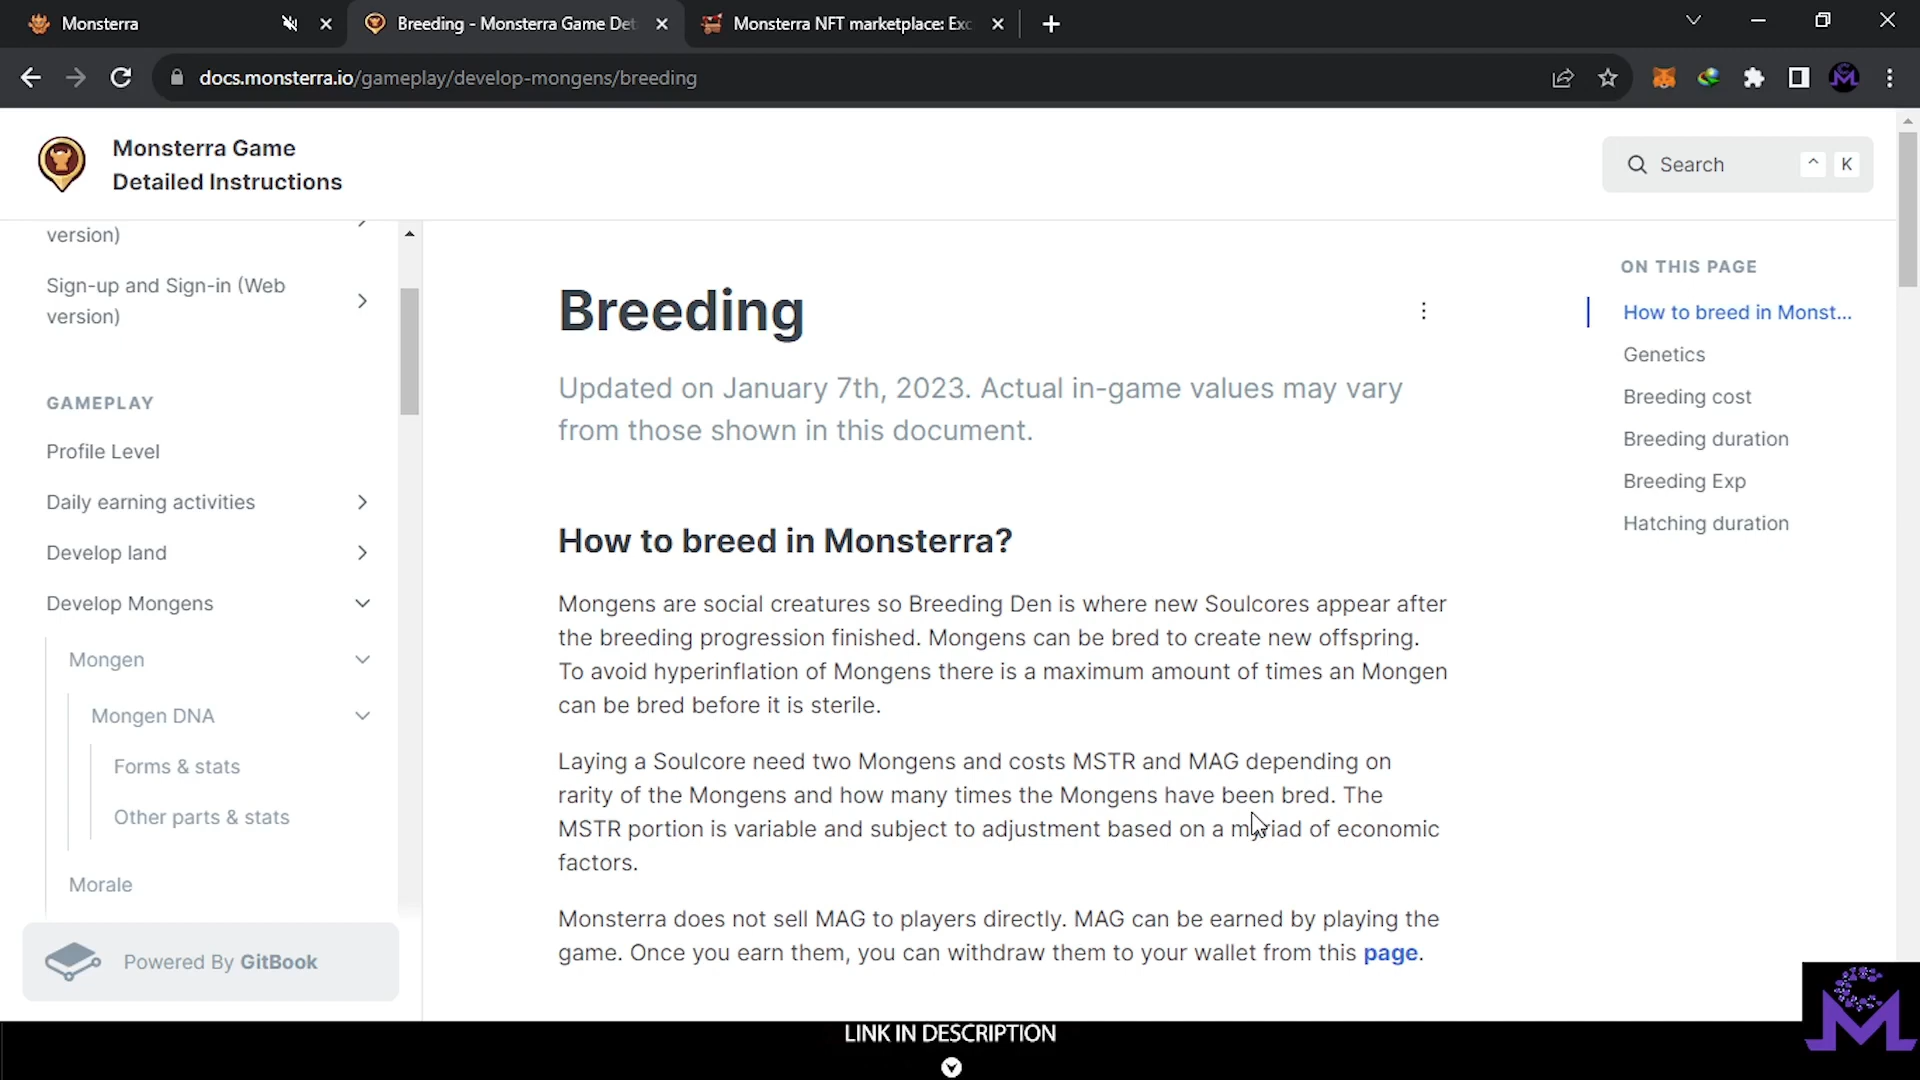 Monsterra
Breeding - Monsterra Game Det
Monsterra NFT marketplace: Exc
docs.monsterra.io/gameplay/develop-mongens/breeding
Monsterra Game
Detailed Instructions
Search
^ K
version)
Sign-up and Sign-in (Web
version)
GAMEPLAY
Profile Level
Daily earning activities
Develop land
Develop Mongens
Mongen
Mongen DNA
Forms & stats
Other parts & stats
Morale
Powered By GitBook
Breeding
Updated on January 7th, 2023. Actual in-game values may vary
from those shown in this document.
How to breed in Monsterra?
Mongens are social creatures so Breeding Den is where new Soulcores appear after
the breeding progression finished. Mongens can be bred to create new offspring.
To avoid hyperinflation of Mongens there is a maximum amount of times an Mongen
can be bred before it is sterile.
Laying a Soulcore need two Mongens and costs MSTR and MAG depending on
rarity of the Mongens and how many times the Mongens have been bred. The
MSTR portion is variable and subject to adjustment based on a myriad of economic
factors.
Monsterra does not sell MAG to players directly. MAG can be earned by playing the
game. Once you earn them, you can withdraw them to your wallet from this page.
ON THIS PAGE
How to breed in Monst...
Genetics
Breeding cost
Breeding duration
Breeding Exp
Hatching duration
LINK IN DESCRIPTION